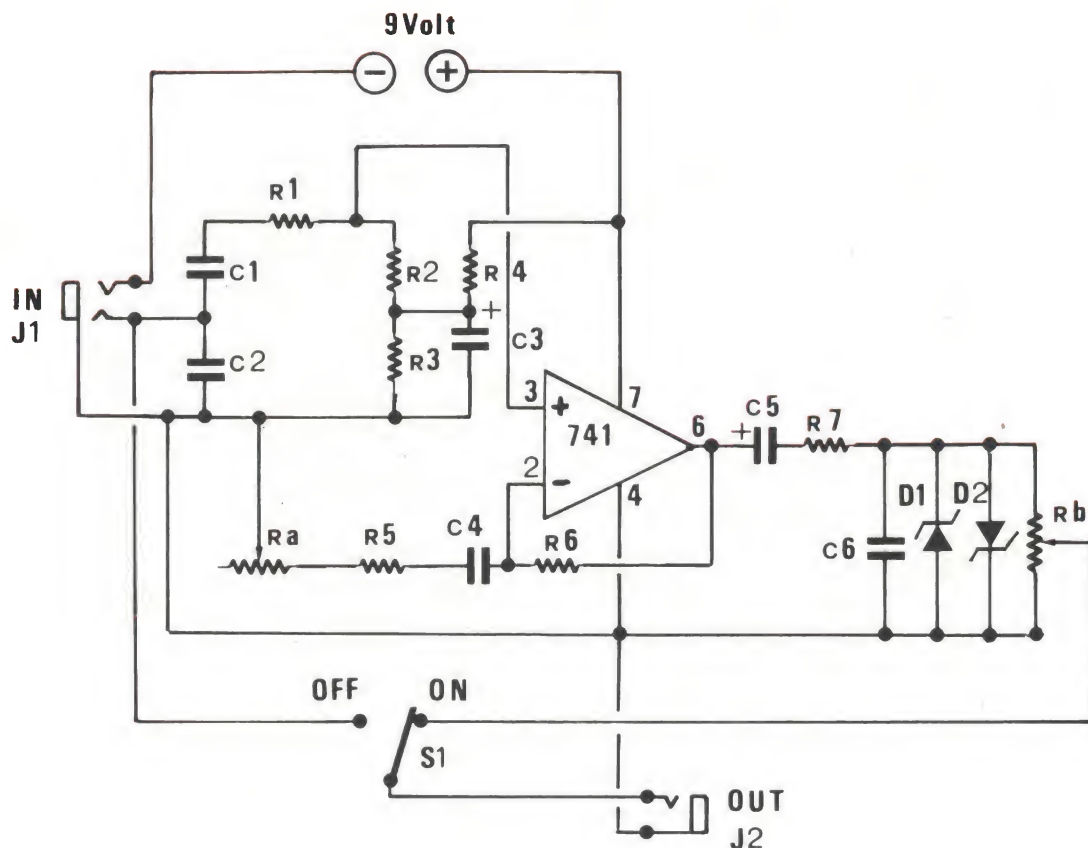 9Volt
− +
R1
C1
R2
R4
IN
J1
+
C2
R3
C3
3
+
7
741
6
+
C5
R7
2
−
4
D1
D2
Rb
Ra
R5
C4
R6
C6
OFF
ON
S1
OUT
J2